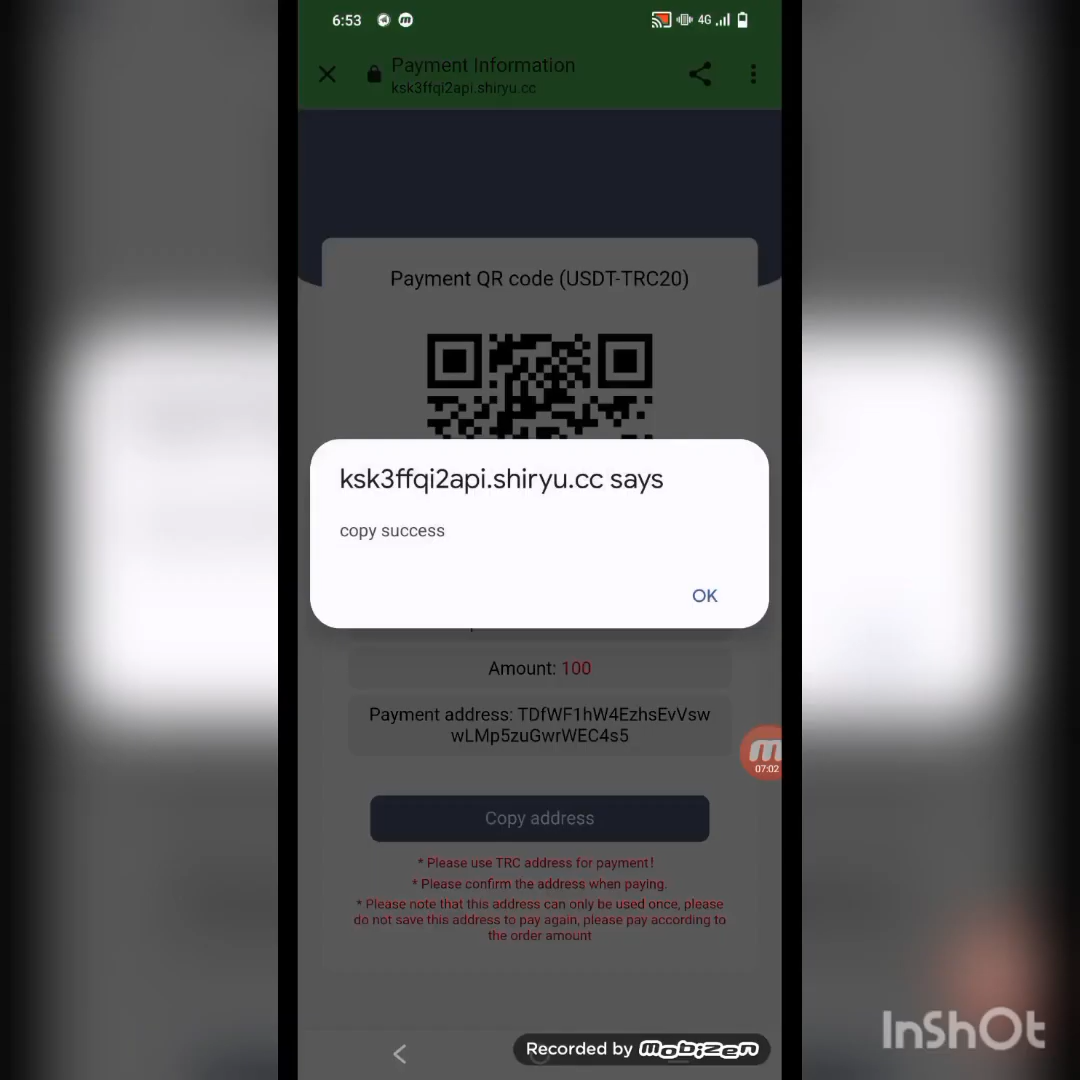 6:53
4G
Payment Information
ksk3ffqi2api.shiryu.cc
Payment QR code (USDT-TRC20)
ksk3ffqi2api.shiryu.cc says
copy success
OK
Amount: 100
Payment address: TDfWF1hW4EzhsEvVsw
wLMp5zuGwrWEC4s5
07:02
Copy address
* Please use TRC address for payment!
* Please confirm the address when paying.
* Please note that this address can only be used once, please
do not save this address to pay again, please pay according to
the order amount
Recorded by mobizen
InShOt